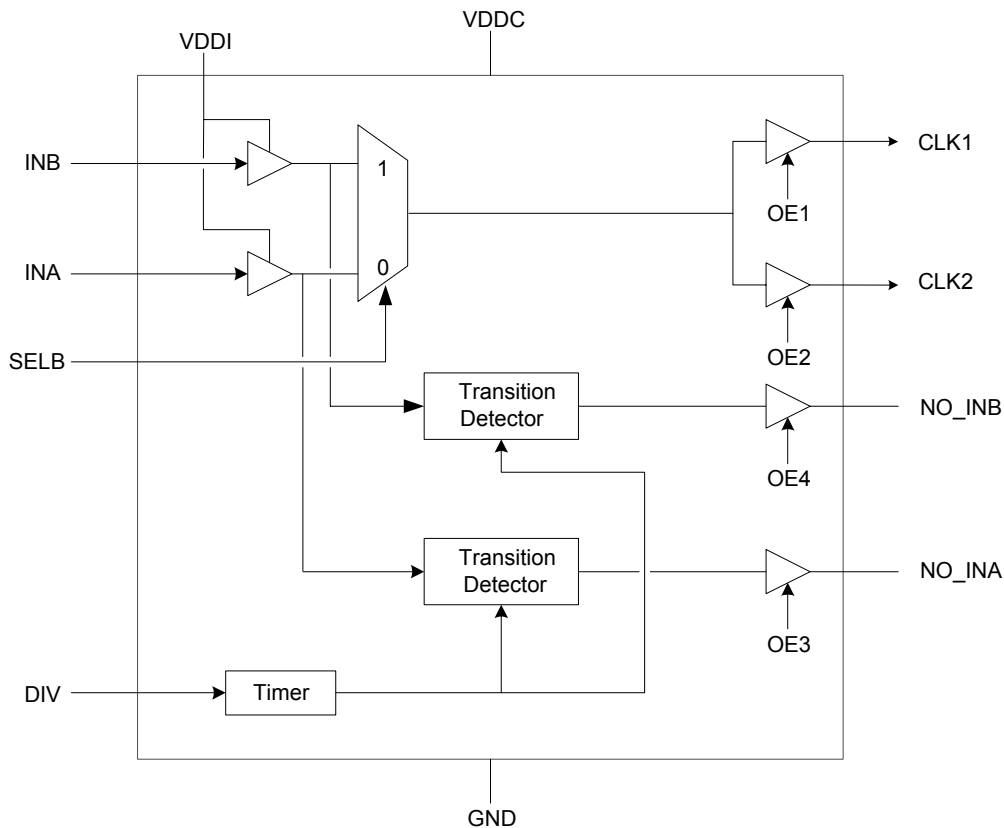 VDDC
VDDI
INB
1
CLK1
OE1
INA
0
CLK2
SELB
OE2
Transition
Detector
NO_INB
OE4
Transition
Detector
NO_INA
OE3
DIV
Timer
GND